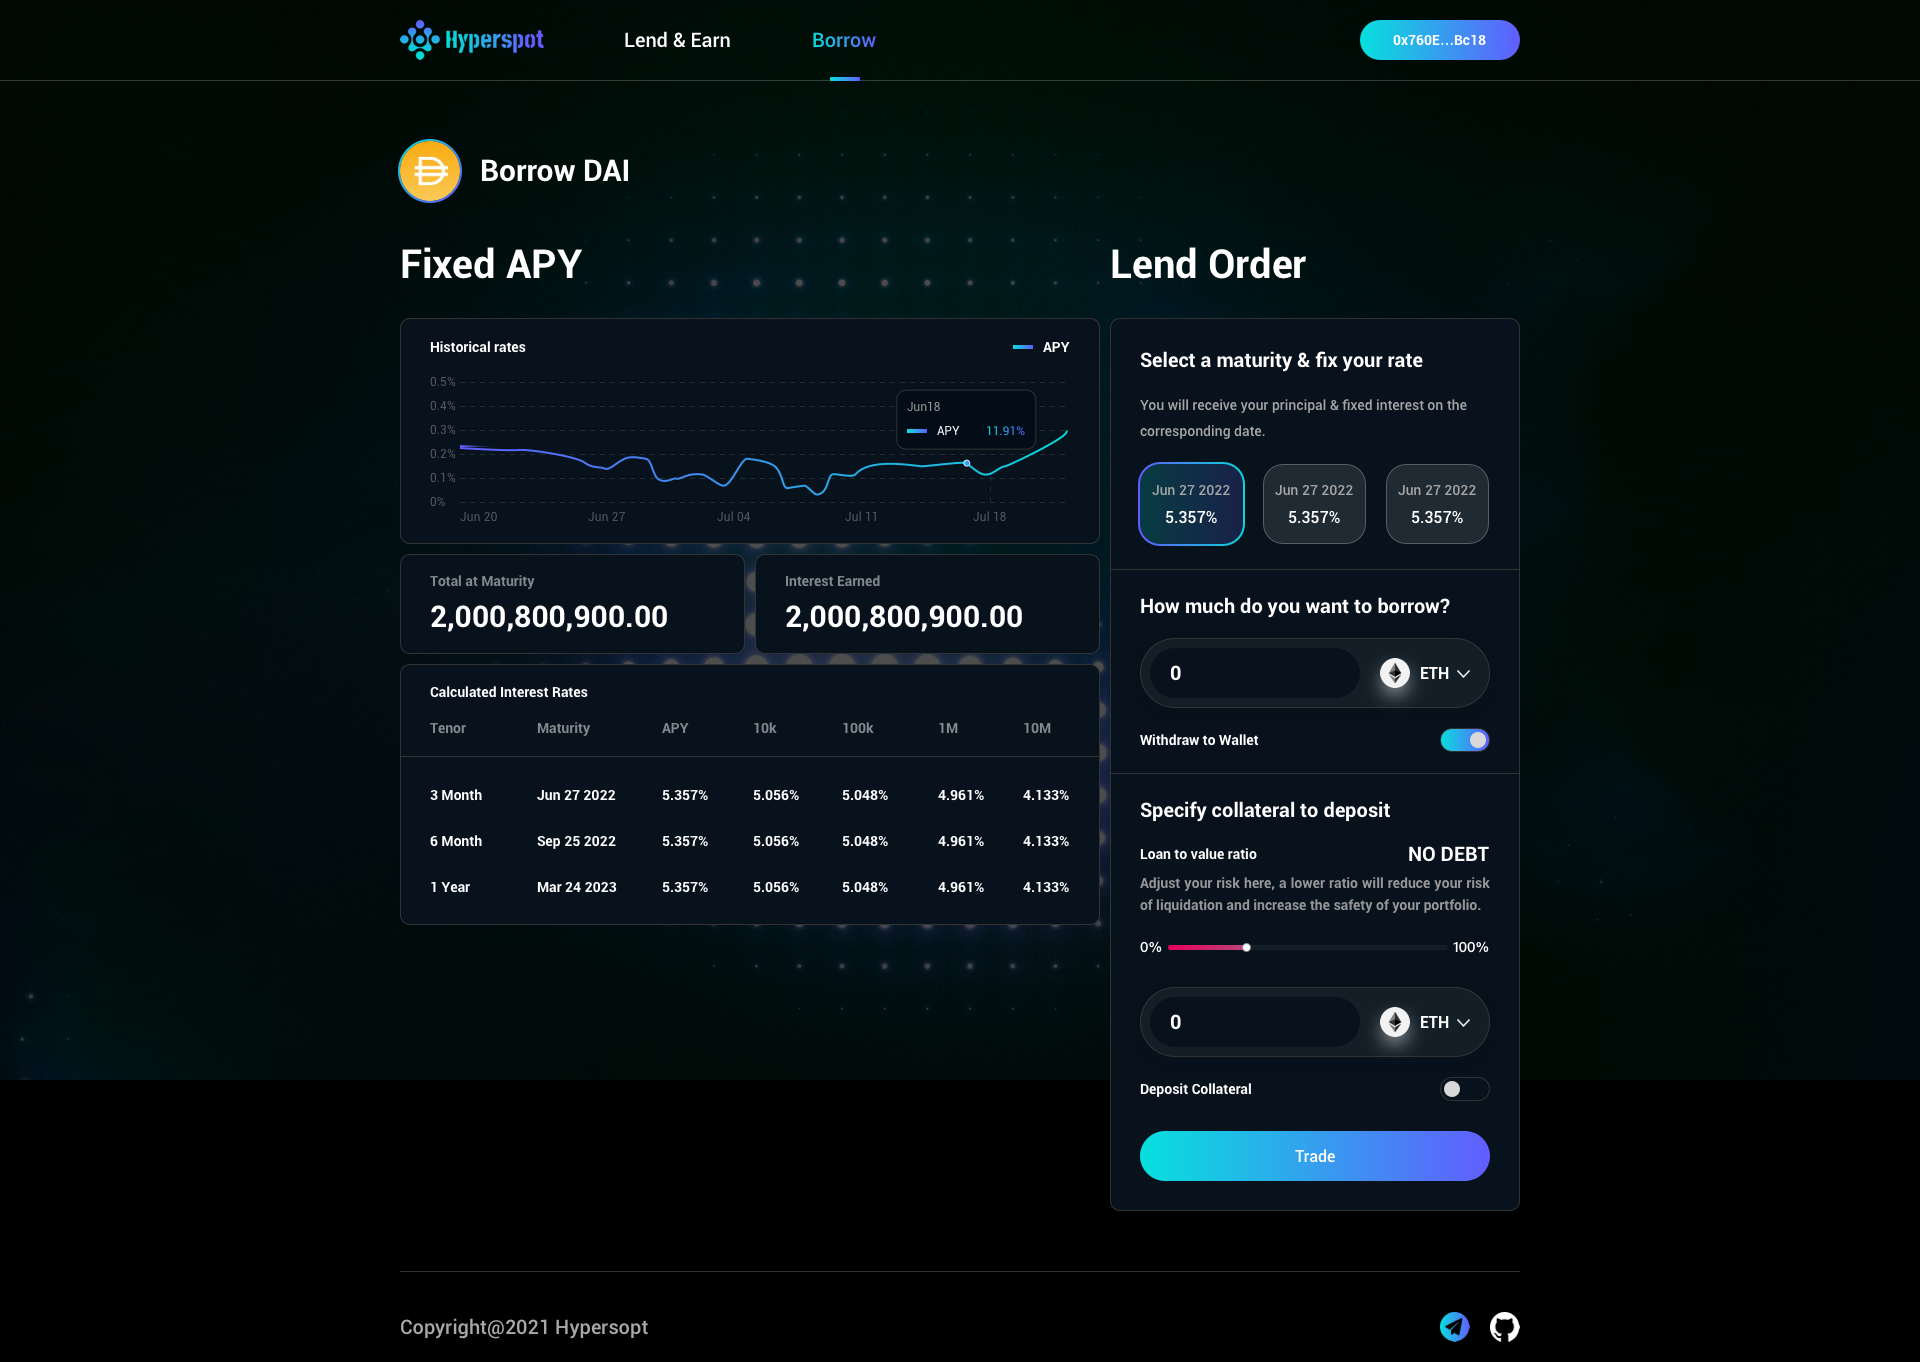 Hyperspot
Lend & Earn
Borrow
0x760E...Bc18
Borrow DAI
Fixed APY
Historical rates
APY
0.5%
0.4%
0.3%
0.2%
0.1%
0%
Jun18
APY 11.91%
Jun 20 Jun 27 Jul 04 Jul 11 Jul 18
Total at Maturity
2,000,800,900.00
Interest Earned
2,000,800,900.00
Calculated Interest Rates
Tenor Maturity APY 10k 100k 1M 10M
3 Month Jun 27 2022 5.357% 5.056% 5.048% 4.961% 4.133%
6 Month Sep 25 2022 5.357% 5.056% 5.048% 4.961% 4.133%
1 Year Mar 24 2023 5.357% 5.056% 5.048% 4.961% 4.133%
Lend Order
Select a maturity & fix your rate
You will receive your principal & fixed interest on the
corresponding date.
Jun 27 2022 Jun 27 2022 Jun 27 2022
5.357% 5.357% 5.357%
How much do you want to borrow?
0 ETH
Withdraw to Wallet
Specify collateral to deposit
Loan to value ratio NO DEBT
Adjust your risk here, a lower ratio will reduce your risk
of liquidation and increase the safety of your portfolio.
0% 100%
0 ETH
Deposit Collateral
Trade
Copyright@2021 Hypersopt